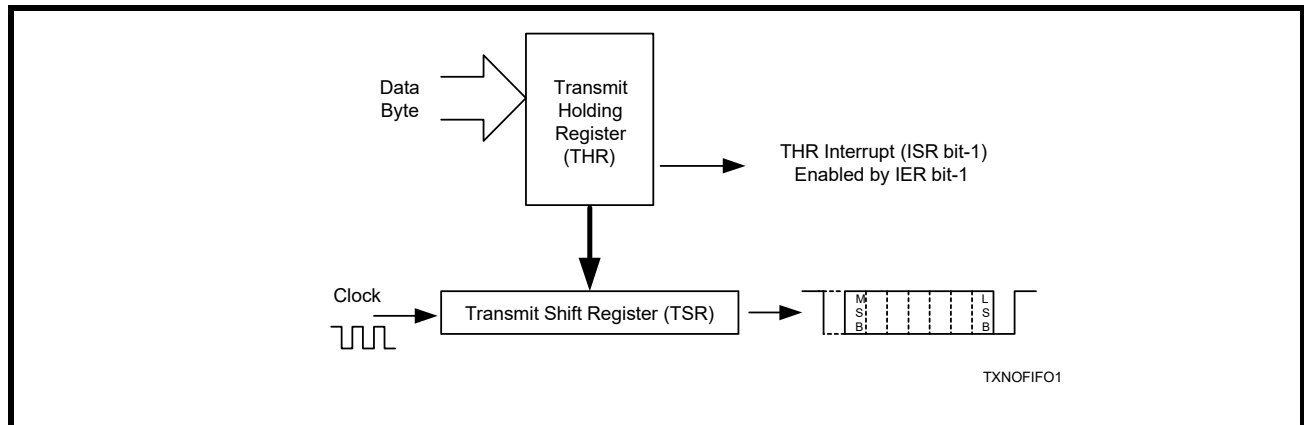 Data
Byte
Transmit
Holding
Register
(THR)
THR Interrupt (ISR bit-1)
Enabled by IER bit-1
Clock
Transmit Shift Register (TSR)
M
S
B
L
S
B
TXNOFIFO1